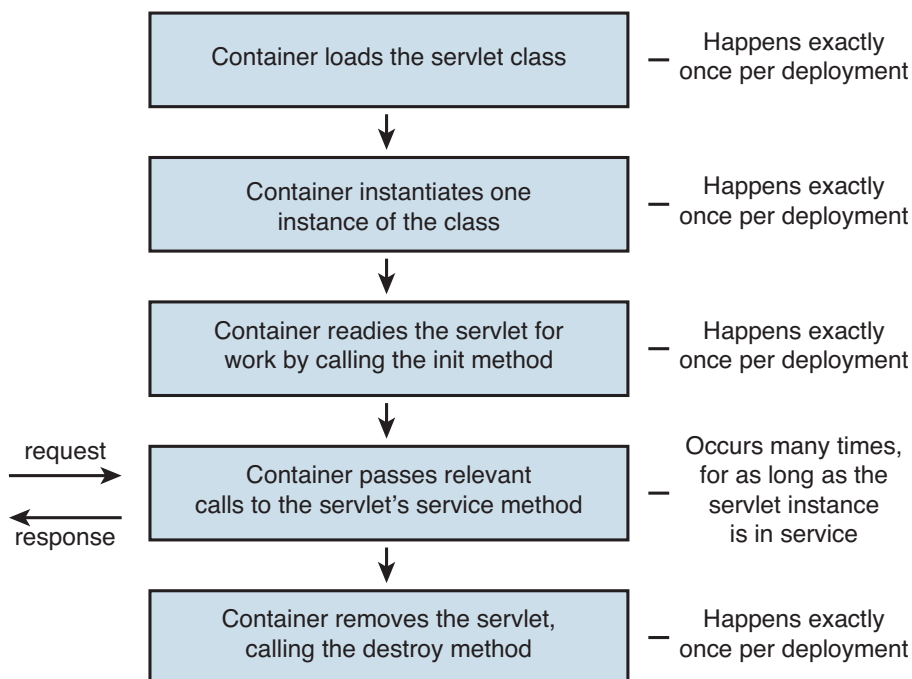 Container loads the servlet class
Happens exactly
once per deployment
Container instantiates one
instance of the class
Happens exactly
once per deployment
Container readies the servlet for
work by calling the init method
Happens exactly
once per deployment
request
response
Container passes relevant
calls to the servlet's service method
Occurs many times,
for as long as the
servlet instance
is in service
Container removes the servlet,
calling the destroy method
Happens exactly
once per deployment